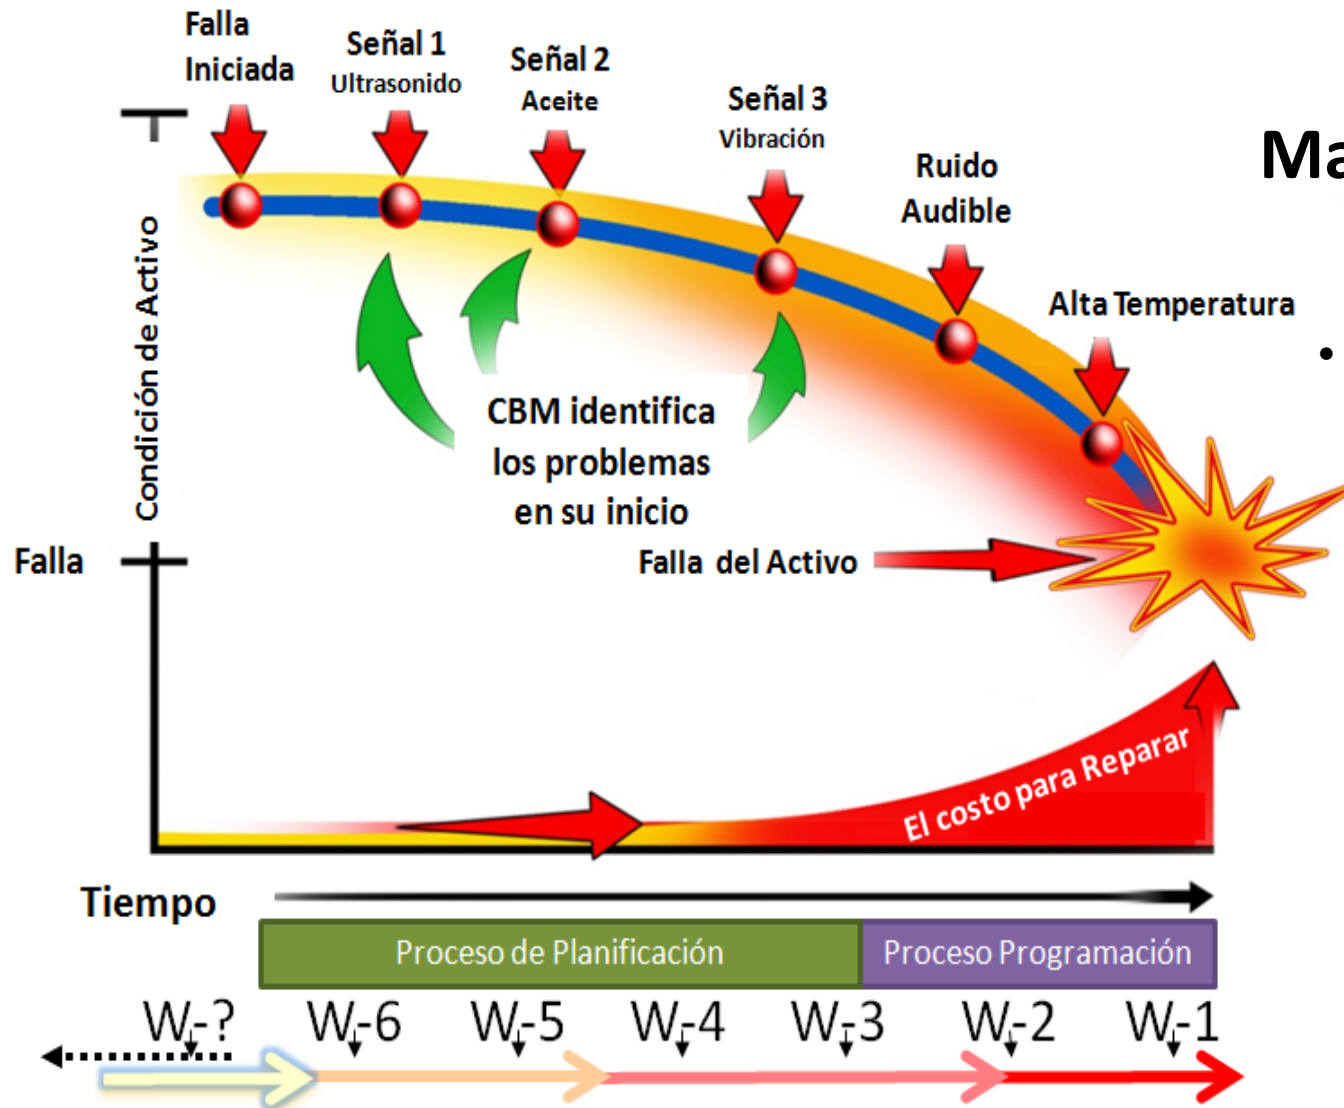 Falla
Iniciada
Señal 1
Ultrasonido
Señal 2
Aceite
Señal 3
Vibración
Ruido
Audible
Alta Temperatura
Ma
•
Condición de Activo
CBM identifica
los problemas
en su inicio
Falla
Falla del Activo
El costo para Reparar
Tiempo
Proceso de Planificación
Proceso Programación
W-? W-6 W-5 W-4 W-3 W-2 W-1